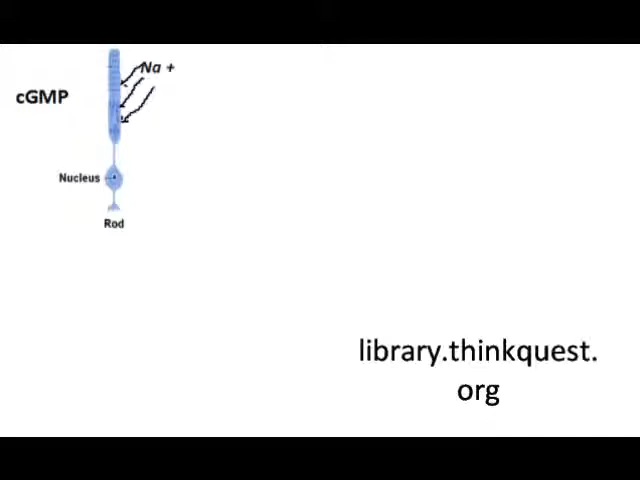 Na +
cGMP
Nucleus
Rod
library.thinkquest.
org